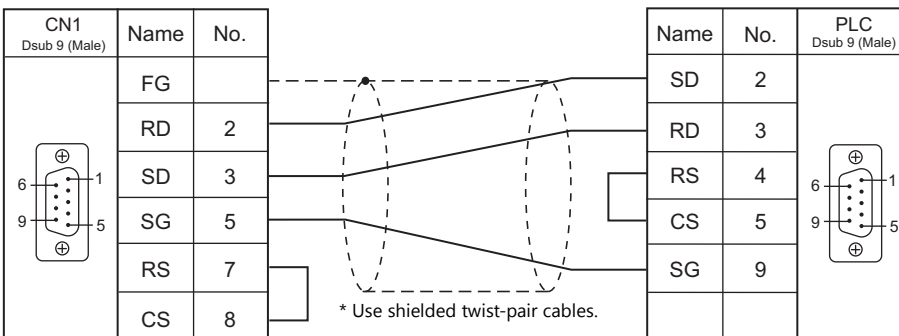 CN1
Dsub 9 (Male)
Name No.
FG
RD 2
SD 3
SG 5
RS 7
CS 8
6 1
9 5
* Use shielded twist-pair cables.
Name No.
SD 2
RD 3
RS 4
CS 5
SG 9
PLC
Dsub 9 (Male)
6 1
9 5